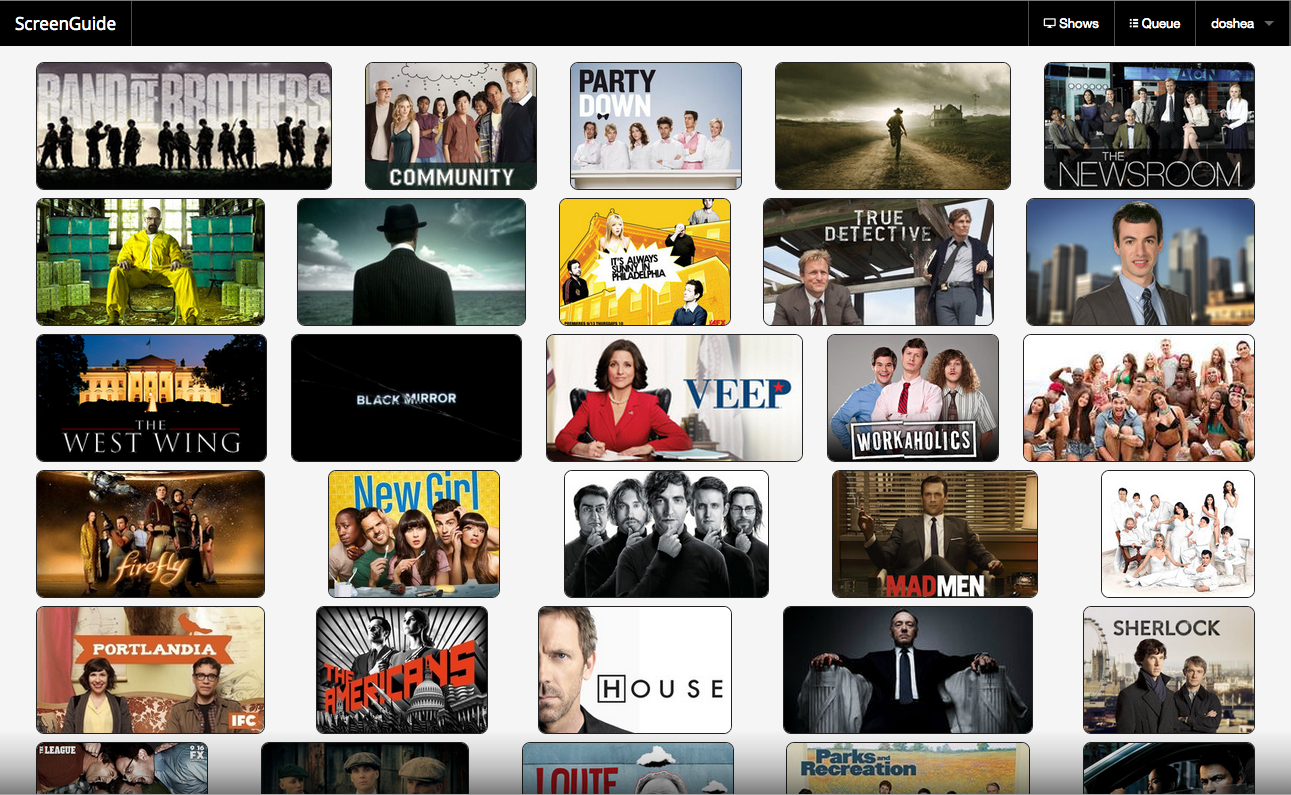 ScreenGuide
Shows
Queue
doshea
BAND OF BROTHERS
COMMUNITY
PARTY
DOWN
THE
NEWSROOM
IT'S ALWAYS
SUNNY IN
PHILADELPHIA
TRUE
DETECTIVE
THE
WEST WING
BLACK MIRROR
VEEP
WORKAHOLICS
firefly
New Girl
MADMEN
PORTLANDIA
IFC
THE
AMERICANS
HOUSE
SHERLOCK
THE LEAGUE
9.16
FX
LOUIE
Parks and
Recreation